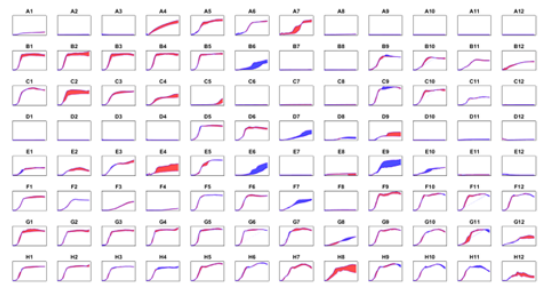 A1 A2 A3 A4 A5 A6 A7 A8 A9 A10 A11 A12
B1 B2 B3 B4 B5 B6 B7 B8 B9 B10 B11 B12
C1 C2 C3 C4 C5 C6 C7 C8 C9 C10 C11 C12
D1 D2 D3 D4 D5 D6 D7 D8 D9 D10 D11 D12
E1 E2 E3 E4 E5 E6 E7 E8 E9 E10 E11 E12
F1 F2 F3 F4 F5 F6 F7 F8 F9 F10 F11 F12
G1 G2 G3 G4 G5 G6 G7 G8 G9 G10 G11 G12
H1 H2 H3 H4 H5 H6 H7 H8 H9 H10 H11 H12